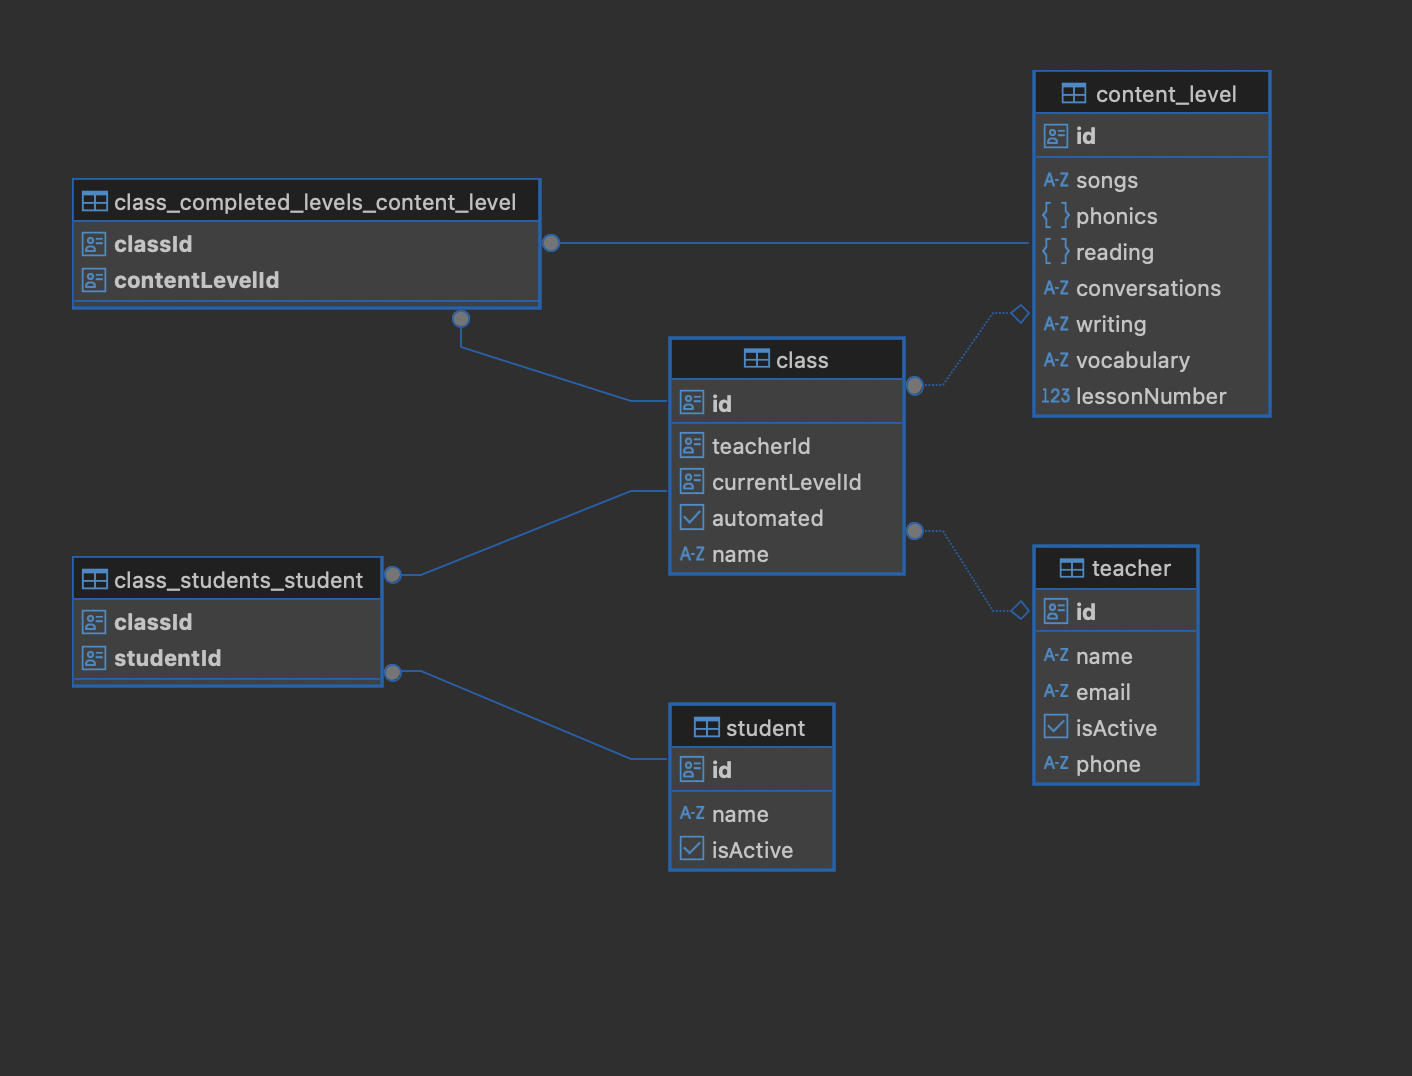 class_completed_levels_content_level
classId
contentLevelId
class_students_student
classId
studentId
class
id
teacherId
currentLevelId
automated
A-Z name
student
id
A-Z name
isActive
content_level
id
A-Z songs
{ } phonics
{ } reading
A-Z conversations
A-Z writing
A-Z vocabulary
123 lessonNumber
teacher
id
A-Z name
A-Z email
isActive
A-Z phone